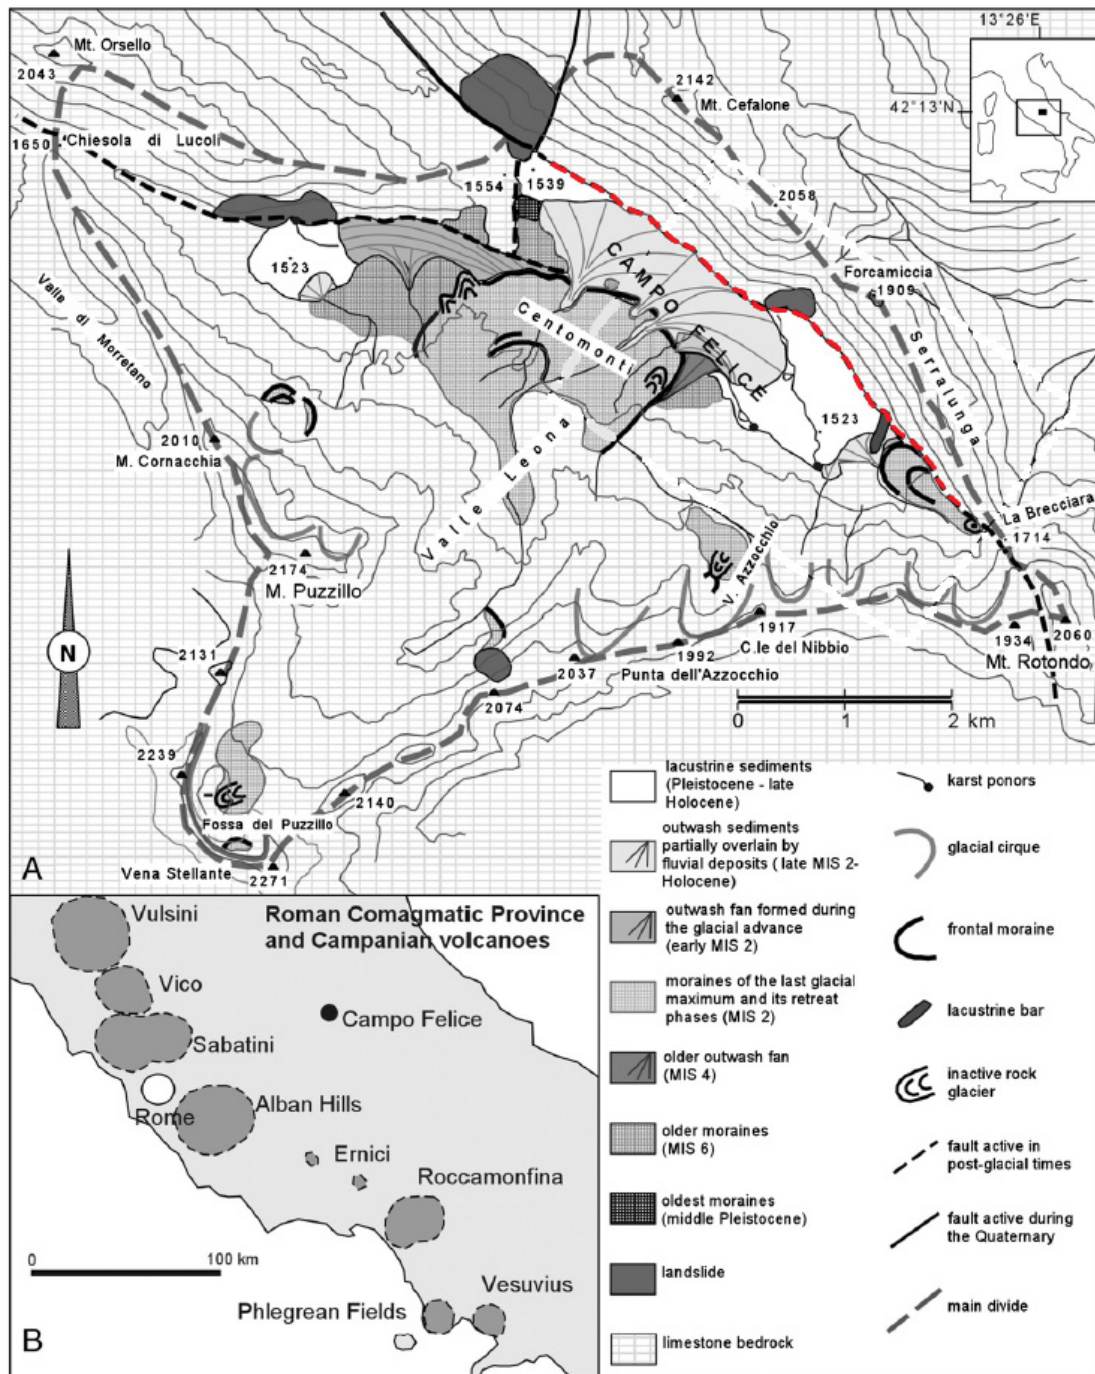 13°26'E
Mt. Orsello
2043
2142
Mt. Cefalone
42°13'N
1650
Chiesola di Lucoli
1554
1539
2058
CAMPO FELICE
1523
Forcamiccia
1909
Centomonti
Valle di Morretano
Serralunga
1523
2010
M. Cornacchia
Valle Leona
La Brecciara
1714
V. Azzocchio
2174
M. Puzzillo
N
2131
1917
C.le del Nibbio
1934
2060
Mt. Rotondo
2037
1992
Punta dell'Azzocchio
2074
0 1 2 km
2239
2140
Fossa del Puzzillo
Vena Stellante
2271
A
lacustrine sediments
(Pleistocene - late
Holocene)
outwash sediments
partially overlain by
fluvial deposits ( late MIS 2-
Holocene)
outwash fan formed during
the glacial advance
(early MIS 2)
moraines of the last glacial
maximum and its retreat
phases (MIS 2)
older outwash fan
(MIS 4)
older moraines
(MIS 6)
oldest moraines
(middle Pleistocene)
landslide
limestone bedrock
karst ponors
glacial cirque
frontal moraine
lacustrine bar
inactive rock
glacier
fault active in
post-glacial times
fault active during
the Quaternary
main divide
Roman Comagmatic Province
and Campanian volcanoes
Vulsini
Vico
Campo Felice
Sabatini
Rome
Alban Hills
Ernici
Roccamonfina
0 100 km
Vesuvius
Phlegrean Fields
B